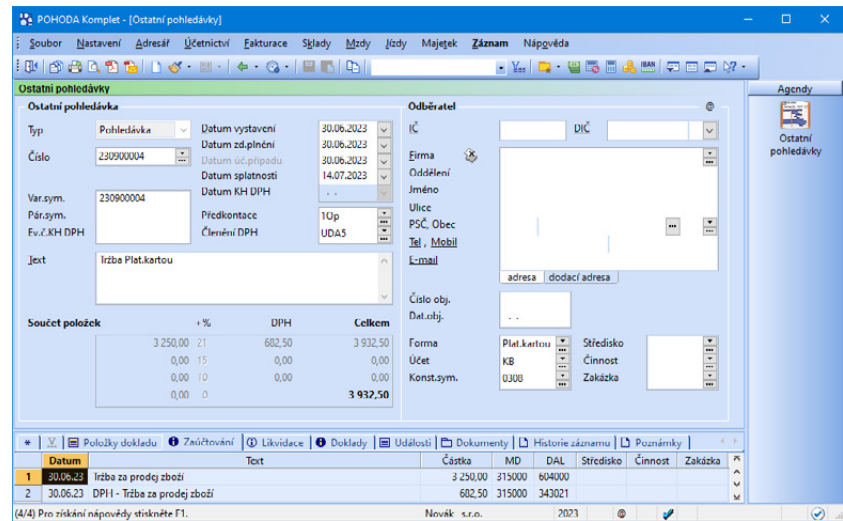 POHODA Komplet - [Ostatní pohledávky]
Soubor Nastavení Adresář Účetnictví Fakturace Sklady Mzdy Jízdy Majetek Záznam Nápověda
IBAN
Ostatní pohledávky
Agendy
Ostatní pohledávky
Ostatní pohledávka
Typ Pohledávka
Číslo 230900004
Var.sym. 230900004
Pár.sym.
Ev.č.KH DPH
Datum vystavení 30.06.2023
Datum zd.plnění 30.06.2023
Datum úč.případu 30.06.2023
Datum splatnosti 14.07.2023
Datum KH DPH . .
Předkontace 1Op
Členění DPH UDA5
Text Tržba Plat.kartou
Součet položek + % DPH Celkem
3 250,00 21 682,50 3 932,50
0,00 15 0,00 0,00
0,00 10 0,00 0,00
0,00 0 3 932,50
Odběratel @
IČ DIČ
Firma
Oddělení
Jméno
Ulice
PSČ, Obec
Tel , Mobil
E-mail
adresa dodací adresa
Číslo obj.
Dat.obj. . .
Forma Plat.kartou Středisko
Účet KB Činnost
Konst.sym. 0308 Zakázka
* Položky dokladu Zaúčtování Likvidace Doklady Události Dokumenty Historie záznamu Poznámky
Datum Text Částka MD DAL Středisko Činnost Zakázka
1 30.06.23 Tržba za prodej zboží 3 250,00 315000 604000
2 30.06.23 DPH - Tržba za prodej zboží 682,50 315000 343021
(4/4) Pro získání nápovědy stiskněte F1. Novák s.r.o. 2023 @